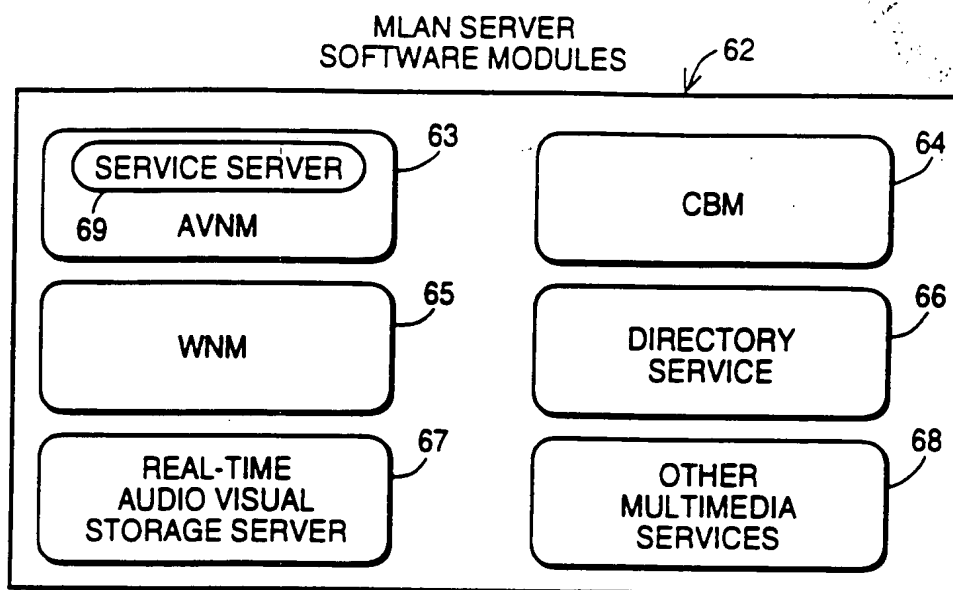 MLAN SERVER
SOFTWARE MODULES
62
SERVICE SERVER
63
69
AVNM
CBM
64
WNM
65
DIRECTORY
SERVICE
66
REAL-TIME
AUDIO VISUAL
STORAGE SERVER
67
OTHER
MULTIMEDIA
SERVICES
68